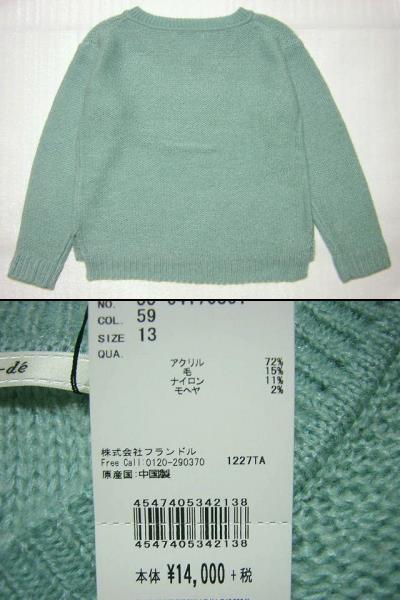 NO.
COL. 59
SIZE 13
QUA.
アクリル 72%
毛 15%
ナイロン 11%
モヘヤ 2%
-dé
株式会社フランドル
Free Call:0120-290370 1227TA
原産国:中国製
4547405342138
4547405342138
本体 ¥14,000 +税